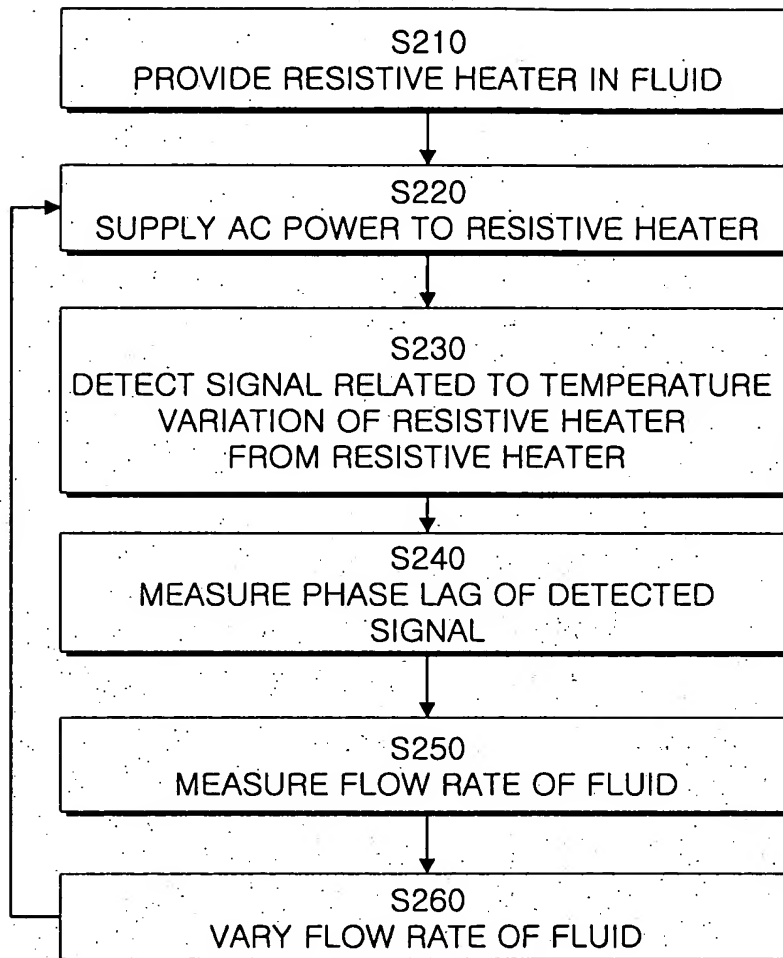 S210
PROVIDE RESISTIVE HEATER IN FLUID
S220
SUPPLY AC POWER TO RESISTIVE HEATER
S230
DETECT SIGNAL RELATED TO TEMPERATURE
VARIATION OF RESISTIVE HEATER
FROM RESISTIVE HEATER
S240
MEASURE PHASE LAG OF DETECTED
SIGNAL
S250
MEASURE FLOW RATE OF FLUID
S260
VARY FLOW RATE OF FLUID